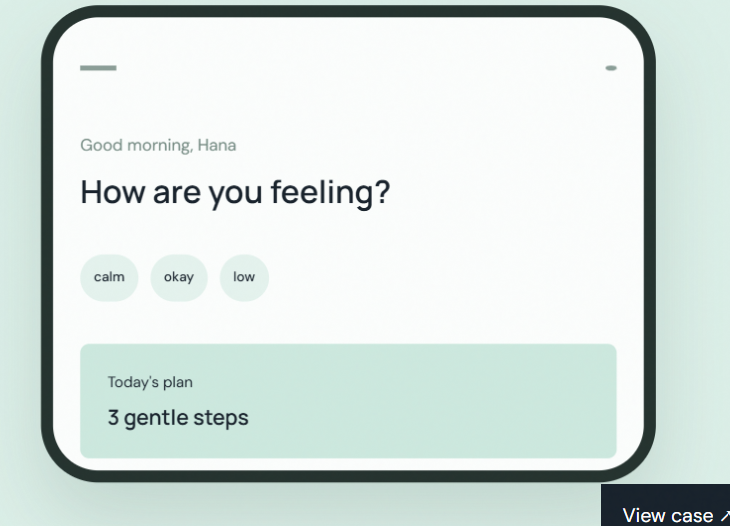 Good morning, Hana
How are you feeling?
calm okay low
Today's plan
3 gentle steps
View case ↗